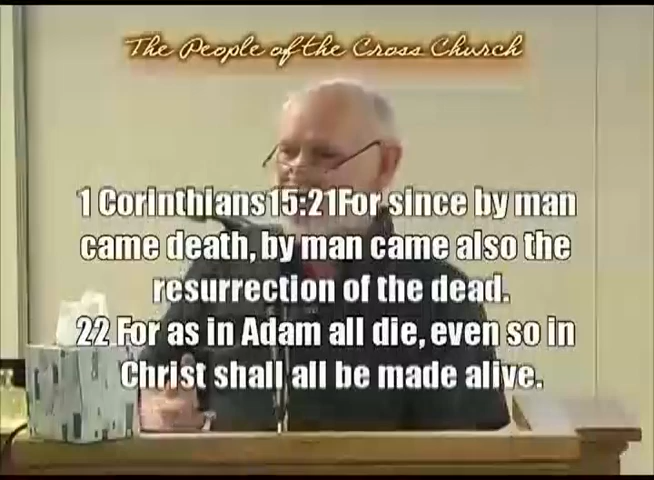 The People of the Cross Church
1 Corinthians15:21For since by man
came death, by man came also the
resurrection of the dead.
22 For as in Adam all die, even so in
Christ shall all be made alive.